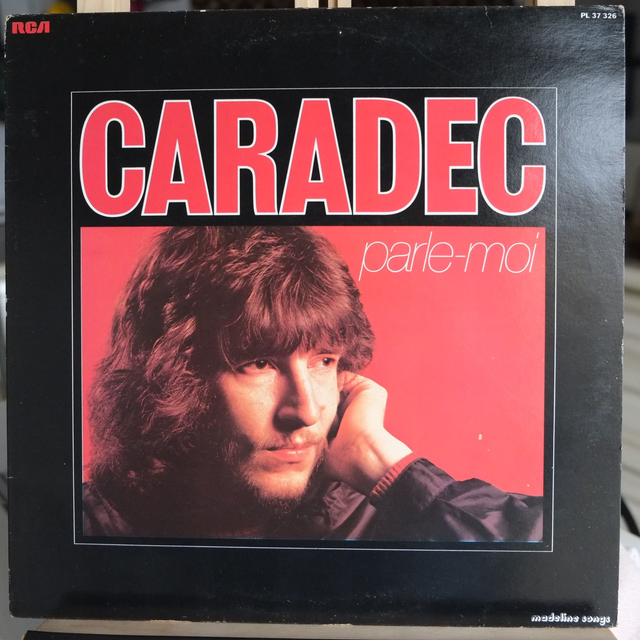 RCA
PL 37 326
CARADEC
parle-moi
madeline songs